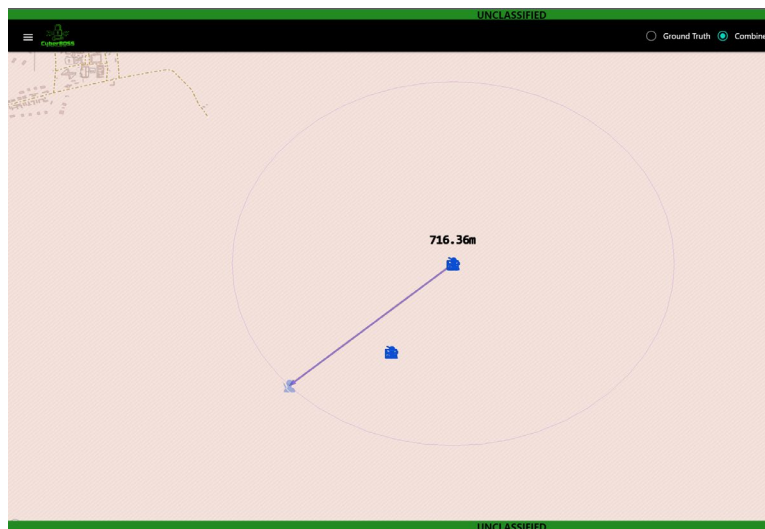 UNCLASSIFIED
CyberBOSS
Ground Truth
Combine
716.36m
UNCLASSIFIED